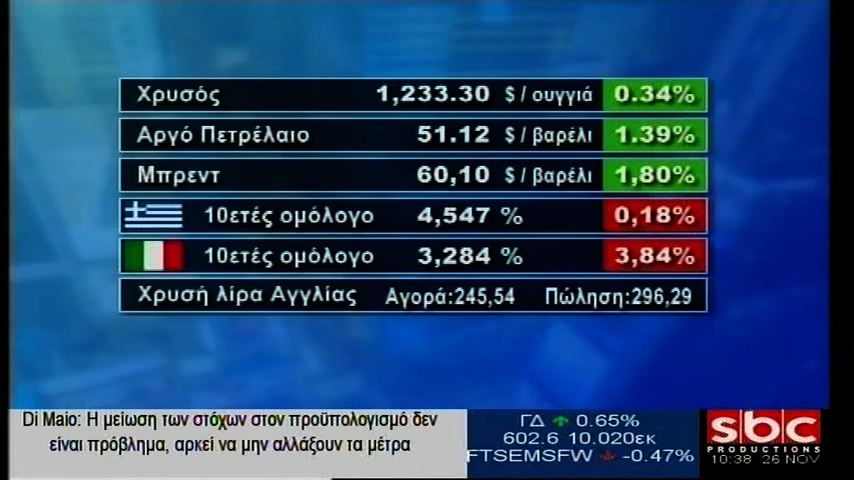 Χρυσός 1,233.30 $ / ουγγιά 0.34%
Αργό Πετρέλαιο 51.12 $ / βαρέλι 1.39%
Μπρεντ 60,10 $ / βαρέλι 1,80%
10ετές ομόλογο 4,547 % 0,18%
10ετές ομόλογο 3,284 % 3,84%
Χρυσή λίρα Αγγλίας Αγορά:245,54 Πώληση:296,29
Di Maio: Η μείωση των στόχων στον προϋπολογισμό δεν
είναι πρόβλημα, αρκεί να μην αλλάξουν τα μέτρα
ΓΔ 0.65%
602.6 10.020εκ
FTSEMSFW -0.47%
sbc
PRODUCTIONS
10:38 26 NOV